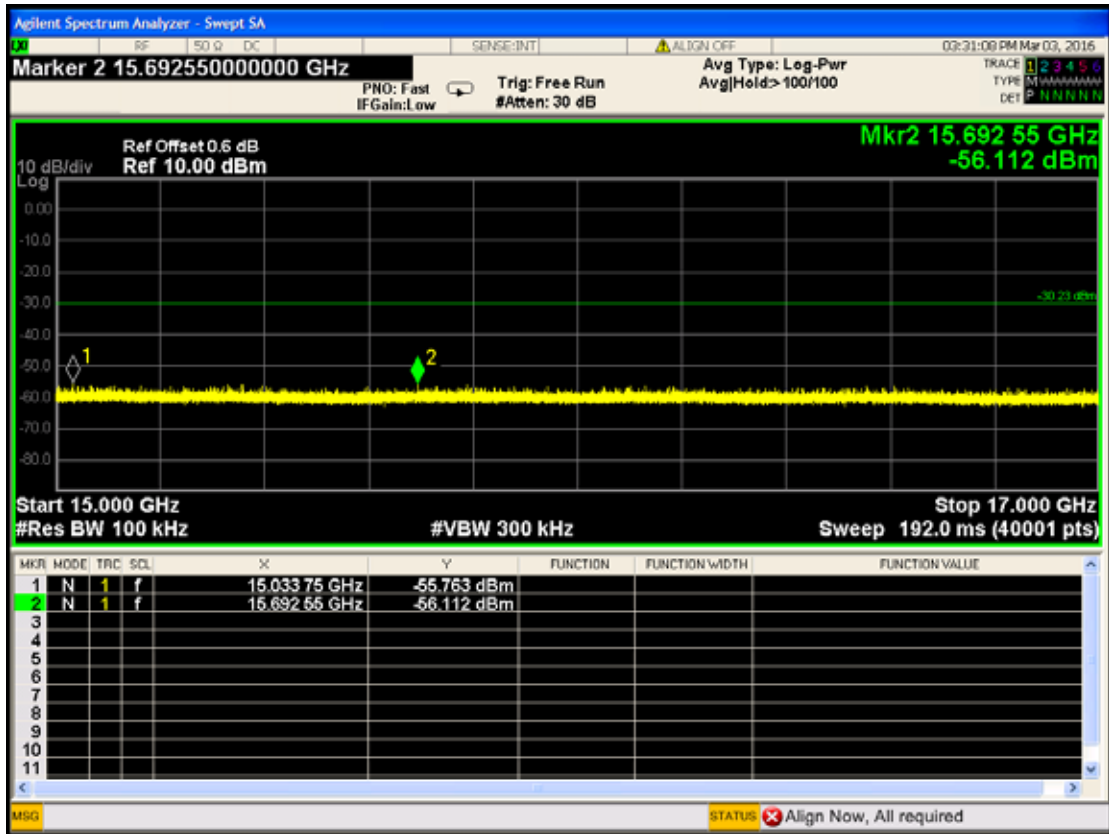 Agilent Spectrum Analyzer - Swept SA
LXI RF 50 Ω DC SENSE:INT ALIGN OFF 03:31:08 PM Mar 03, 2016
Marker 2 15.692550000000 GHz
PNO: Fast
IFGain:Low
Trig: Free Run
#Atten: 30 dB
Avg Type: Log-Pwr
Avg|Hold:>100/100
TRACE 1 2 3 4 5 6
TYPE M
DET P N N N N N
Mkr2 15.692 55 GHz
-56.112 dBm
Ref Offset 0.6 dB
10 dB/div Ref 10.00 dBm
Log
0.00
-10.0
-20.0
-30.23 dBm
-30.0
-40.0
1
2
-50.0
-60.0
-70.0
-80.0
Start 15.000 GHz Stop 17.000 GHz
#Res BW 100 kHz #VBW 300 kHz Sweep 192.0 ms (40001 pts)
MKR MODE TRC SCL X Y FUNCTION FUNCTION WIDTH FUNCTION VALUE
1 N 1 f 15.033 75 GHz -55.763 dBm
2 N 1 f 15.692 55 GHz -56.112 dBm
3
4
5
6
7
8
9
10
11
MSG STATUS Align Now, All required